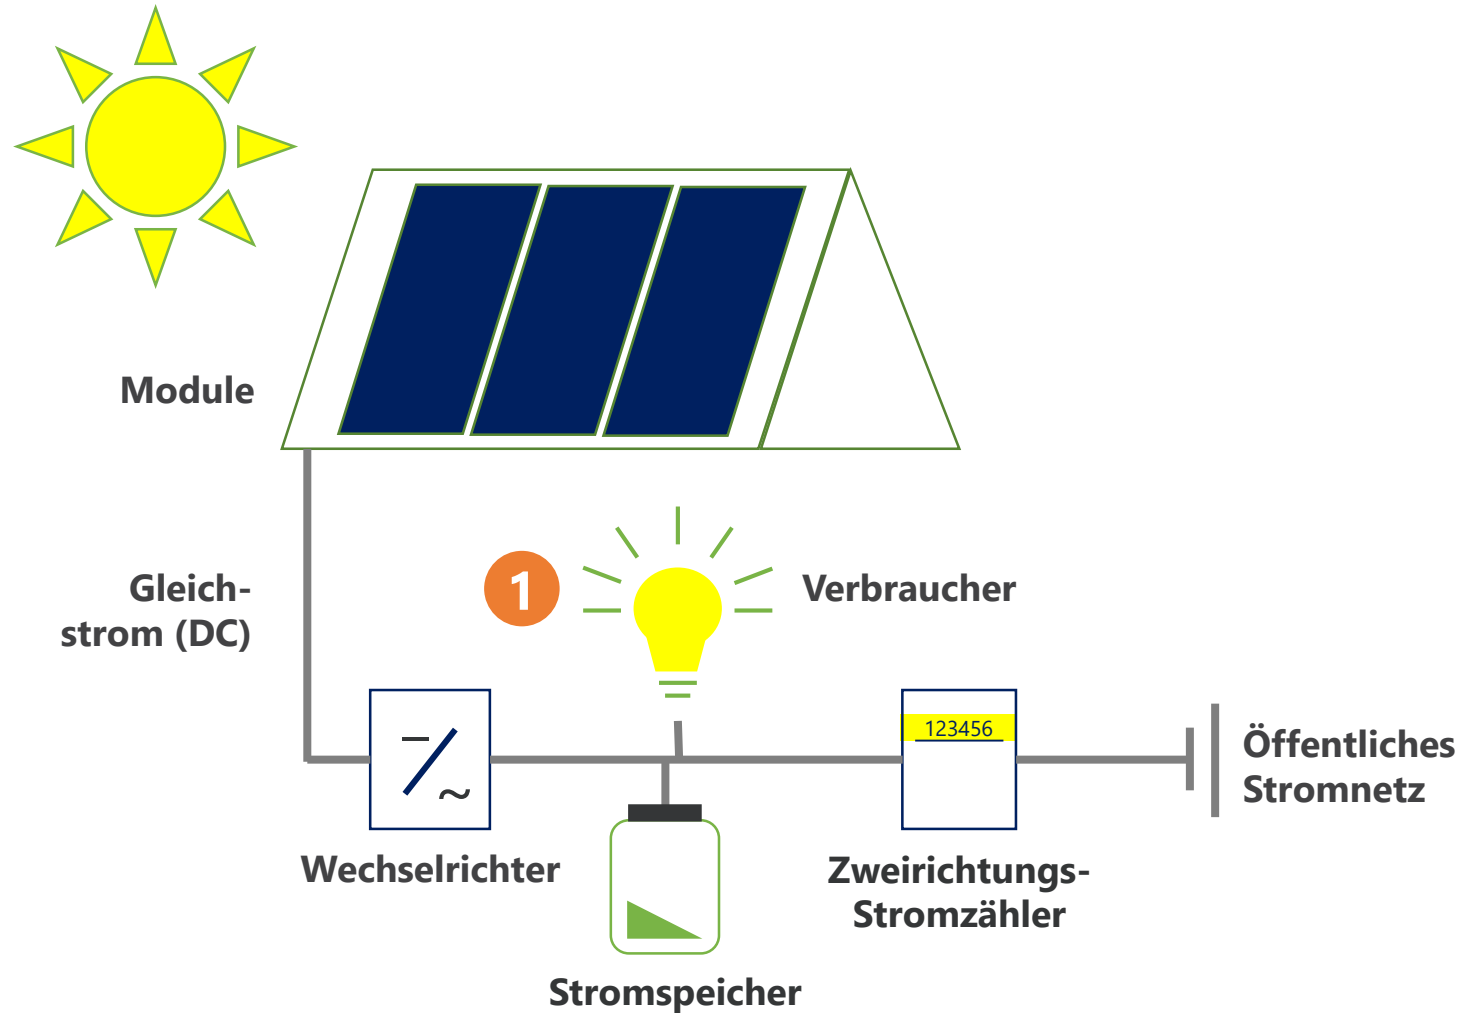 Module
Gleich-
strom (DC)
1
Verbraucher
123456
Öffentliches
Stromnetz
Wechselrichter
Zweirichtungs-
Stromzähler
Stromspeicher